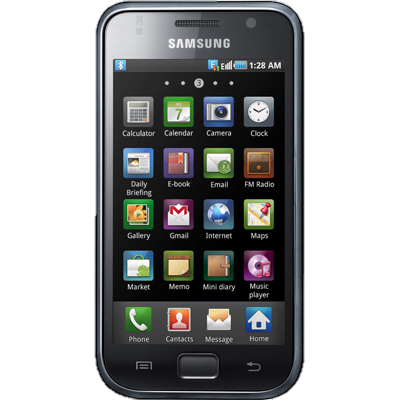 SAMSUNG
E 1:28 AM
3
7
Calculator Calendar Camera Clock
Daily Briefing E-book Email FM Radio
Gallery Gmail Internet Maps
Market Memo Mini diary Music player
Phone Contacts Message Home